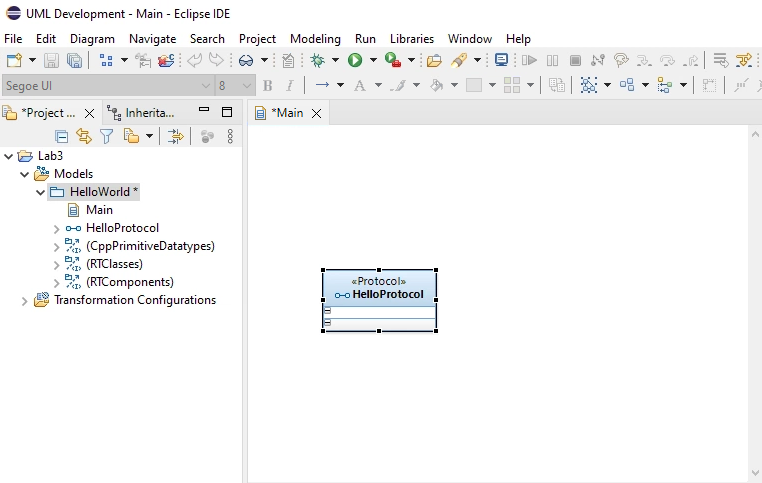 UML Development - Main - Eclipse IDE
File Edit Diagram Navigate Search Project Modeling Run Libraries Window Help
Segoe UI 8 B I A
*Project ... Inherita... *Main
Lab3
Models
HelloWorld *
Main
HelloProtocol
(CppPrimitiveDatatypes)
(RTClasses)
(RTComponents)
Transformation Configurations
«Protocol»
HelloProtocol